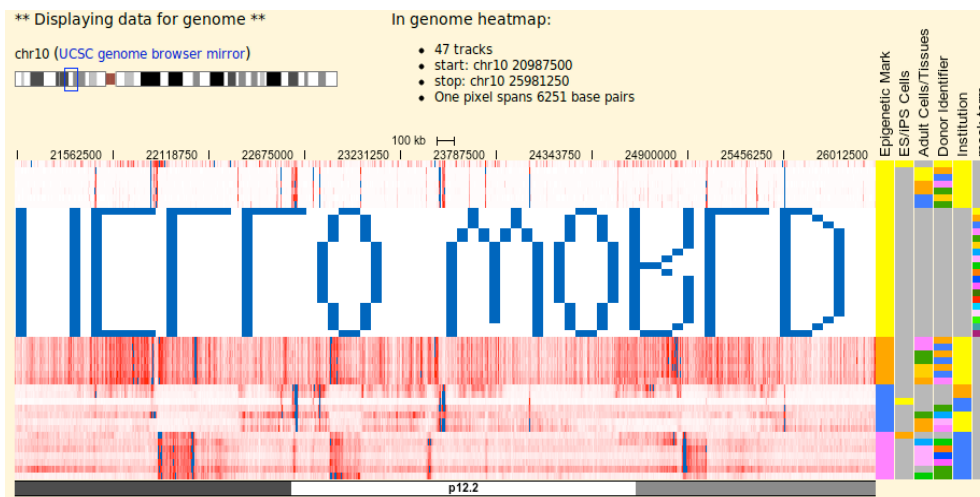 ** Displaying data for genome **
chr10 (UCSC genome browser mirror)
In genome heatmap:
• 47 tracks
• start: chr10 20987500
• stop: chr10 25981250
• One pixel spans 6251 base pairs
100 kb
21562500 22118750 22675000 23231250 23787500 24343750 24900000 25456250 26012500
Epigenetic Mark
ES/iPS Cells
Adult Cells/Tissues
Donor Identifier
Institution
p12.2